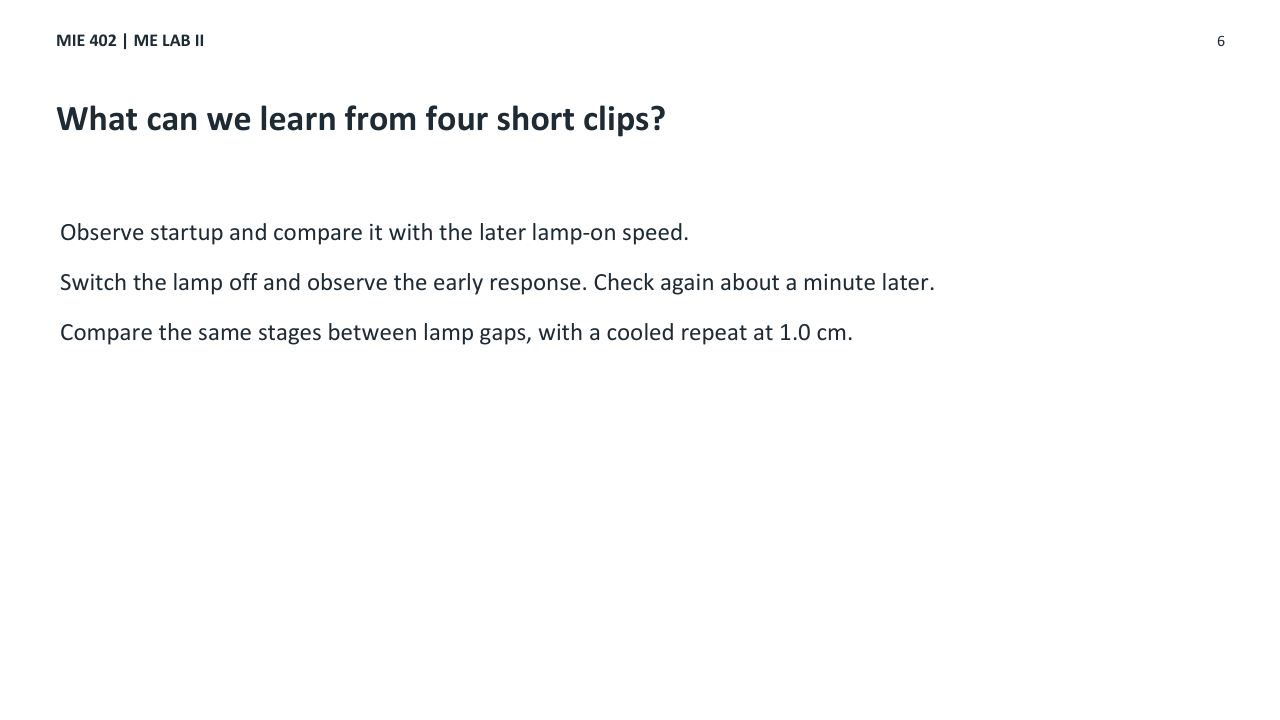 MIE 402 | ME LAB II
6
What can we learn from four short clips?
Observe startup and compare it with the later lamp-on speed.
Switch the lamp off and observe the early response. Check again about a minute later.
Compare the same stages between lamp gaps, with a cooled repeat at 1.0 cm.